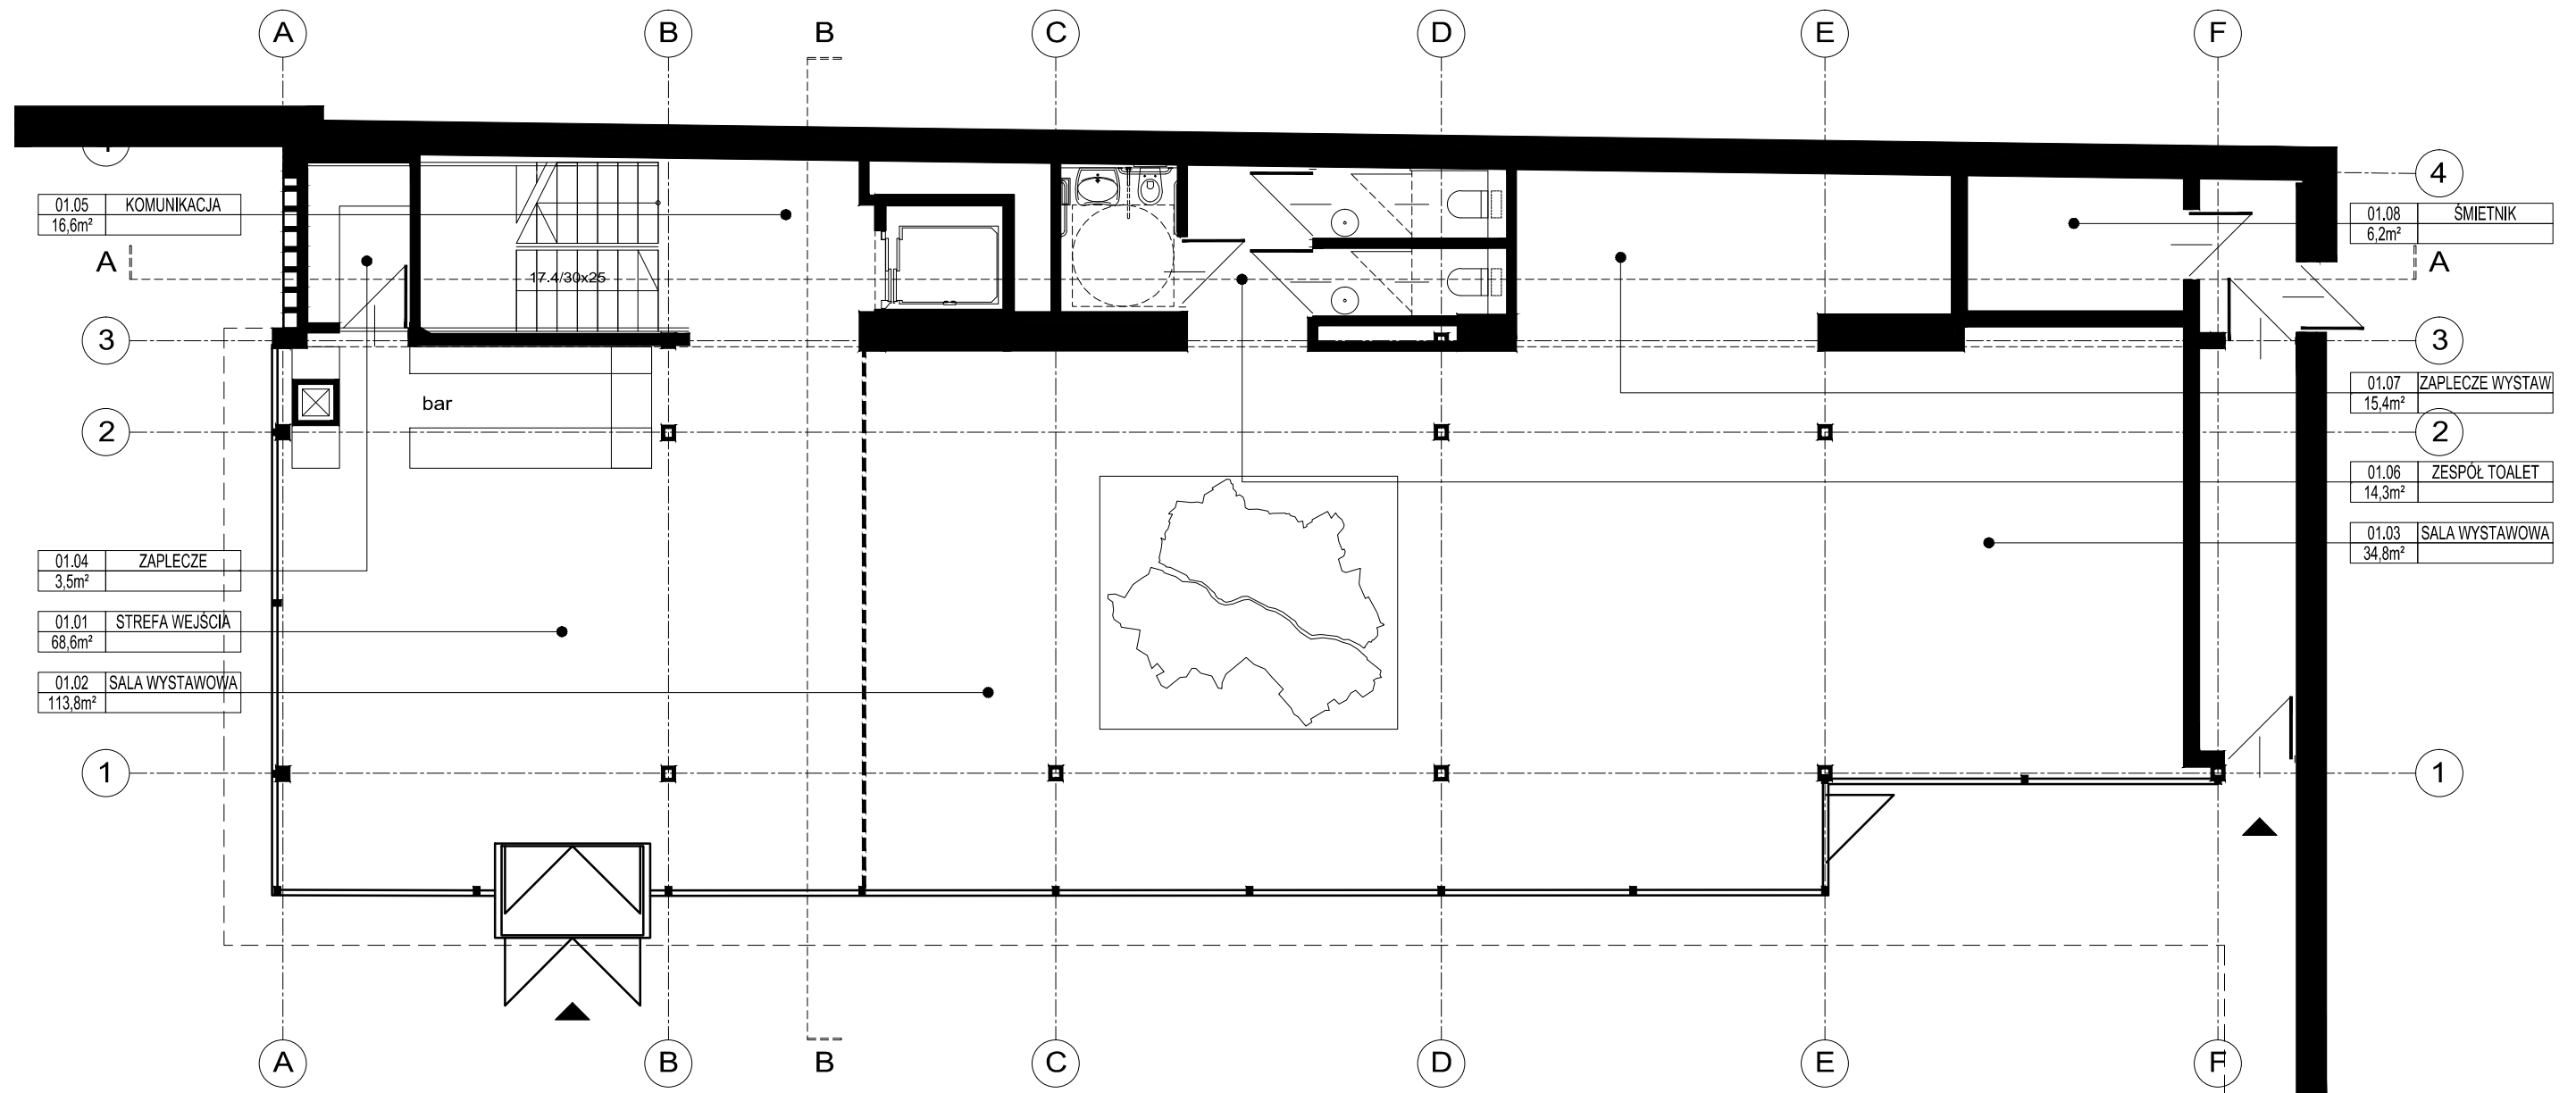 A B B C D E F
4
01.05 KOMUNIKACJA
16,6m²
01.08 ŚMIETNIK
6,2m²
A A
17.4/30x25
3 3
01.07 ZAPLECZE WYSTAW
15,4m²
bar
2 2
01.06 ZESPÓŁ TOALET
14,3m²
01.03 SALA WYSTAWOWA
34,8m²
01.04 ZAPLECZE
3,5m²
01.01 STREFA WEJŚCIA
68,6m²
01.02 SALA WYSTAWOWA
113,8m²
1 1
A B B C D E F